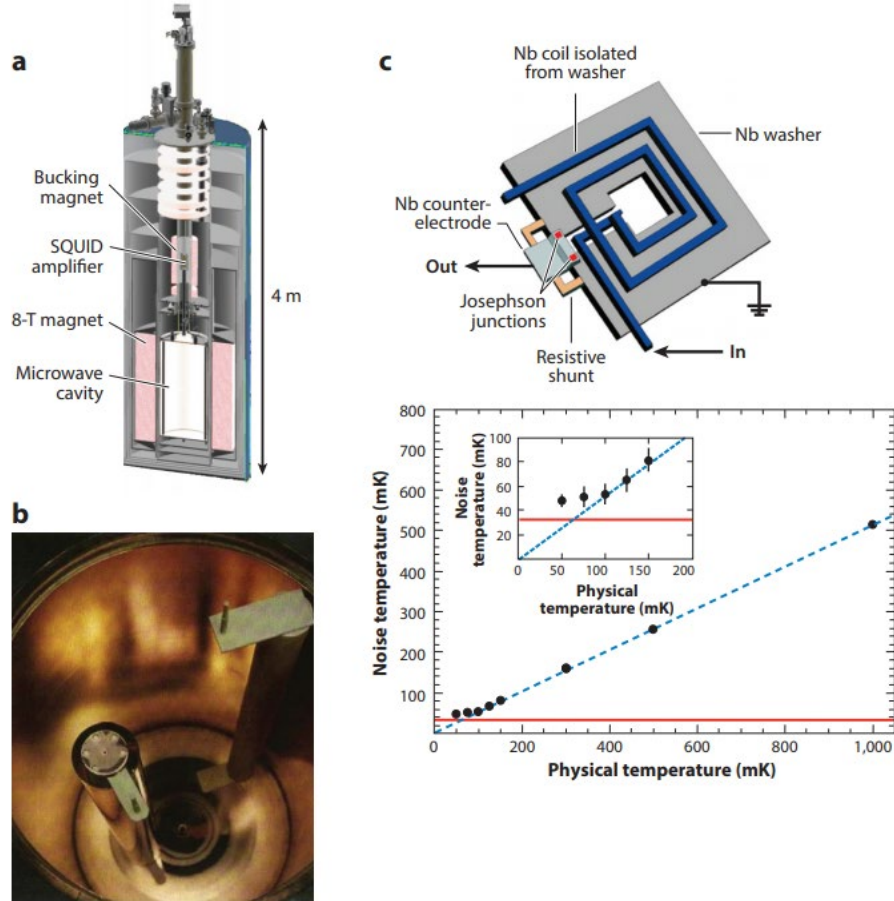 a
Bucking
magnet
SQUID
amplifier
8-T magnet
Microwave
cavity
4 m
b
c
Nb coil isolated
from washer
Nb washer
Nb counter-
electrode
Out
Josephson
junctions
Resistive
shunt
In
800
700
600
500
400
300
200
100
Noise temperature (mK)
0
200
400
600
800
1,000
Physical temperature (mK)
100
80
60
40
20
Noise
temperature (mK)
0
50
100
150
200
Physical
temperature (mK)